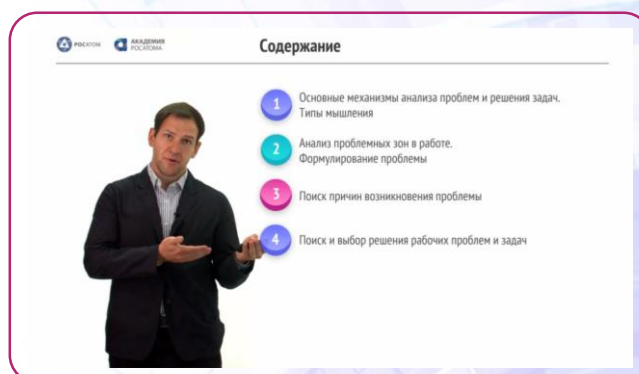 РОСАТОМ
АКАДЕМИЯ
РОСАТОМА
Содержание
1
Основные механизмы анализа проблем и решения задач.
Типы мышления
2
Анализ проблемных зон в работе.
Формулирование проблемы
3
Поиск причин возникновения проблемы
4
Поиск и выбор решения рабочих проблем и задач